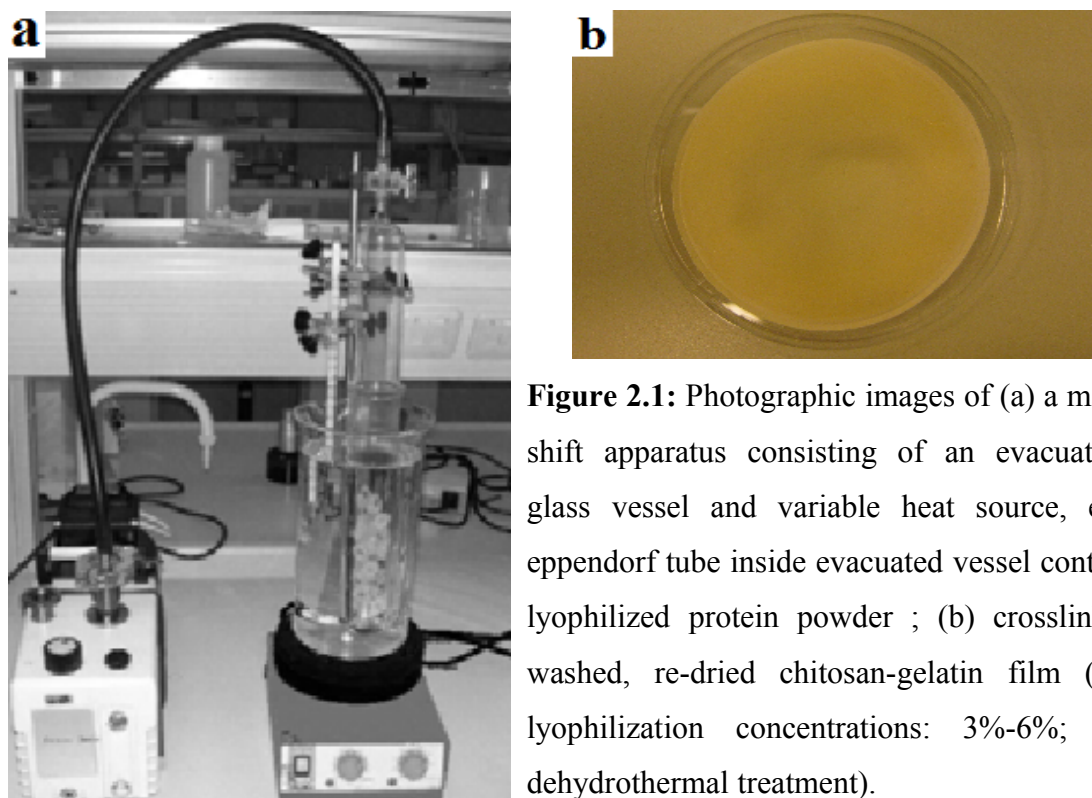 a
b
Figure 2.1: Photographic images of (a) a m
shift apparatus consisting of an evacuat
glass vessel and variable heat source, e
eppendorf tube inside evacuated vessel cont
lyophilized protein powder ; (b) crosslin
washed, re-dried chitosan-gelatin film (
lyophilization concentrations: 3%-6%;
dehydrothermal treatment).